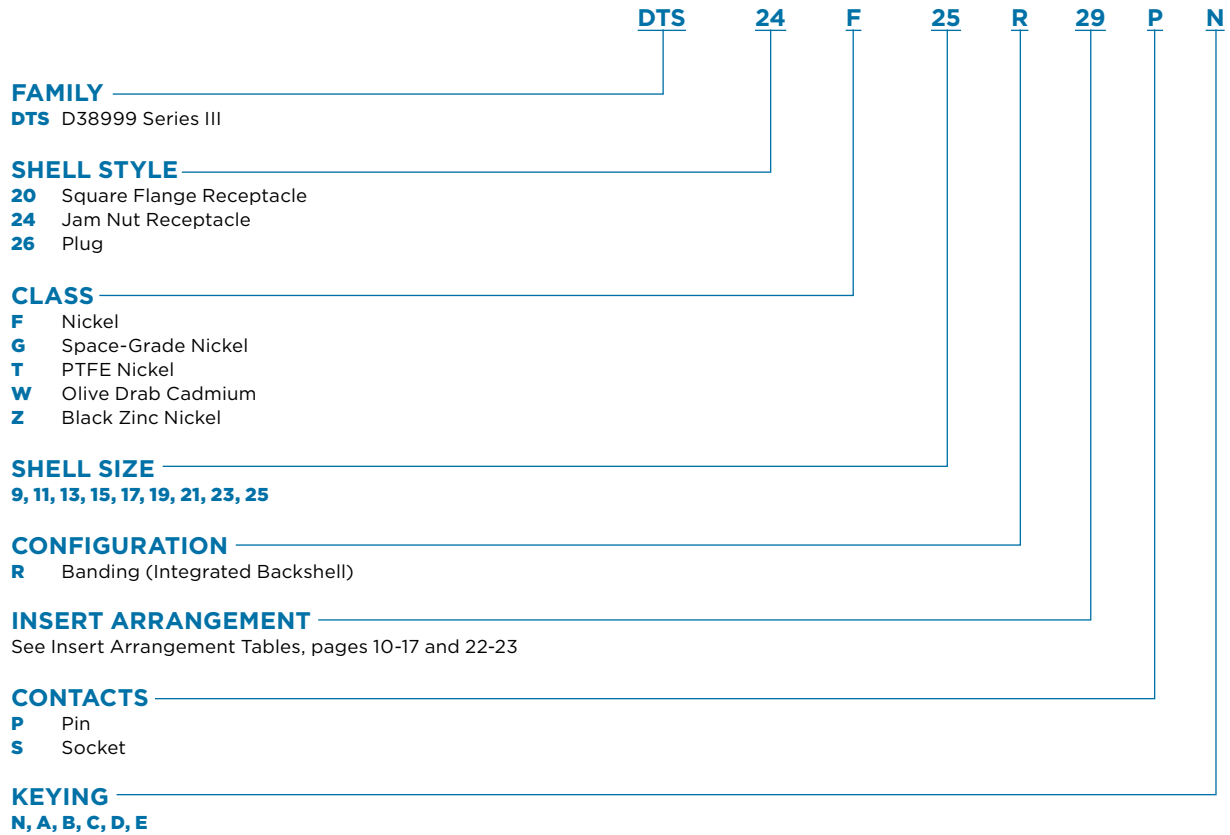 DTS 24 F 25 R 29 P N
FAMILY
DTS D38999 Series III
SHELL STYLE
20 Square Flange Receptacle
24 Jam Nut Receptacle
26 Plug
CLASS
F Nickel
G Space-Grade Nickel
T PTFE Nickel
W Olive Drab Cadmium
Z Black Zinc Nickel
SHELL SIZE
9, 11, 13, 15, 17, 19, 21, 23, 25
CONFIGURATION
R Banding (Integrated Backshell)
INSERT ARRANGEMENT
See Insert Arrangement Tables, pages 10-17 and 22-23
CONTACTS
P Pin
S Socket
KEYING
N, A, B, C, D, E